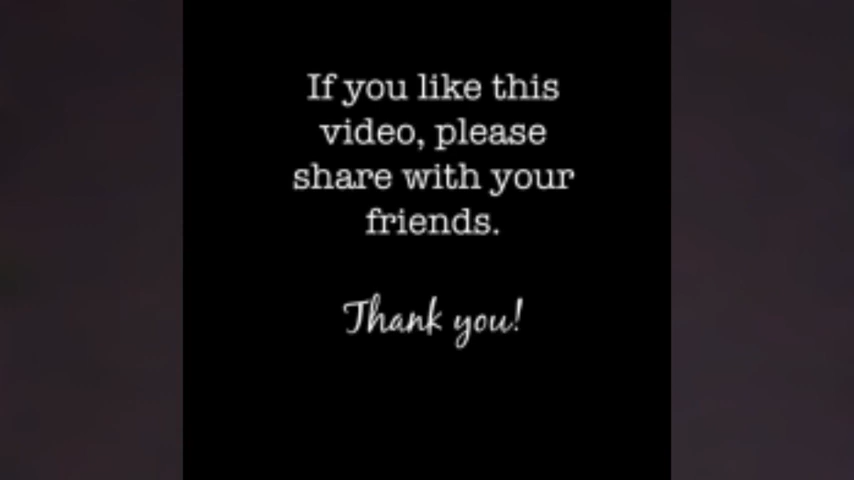 If you like this
video, please
share with your
friends.
Thank you!